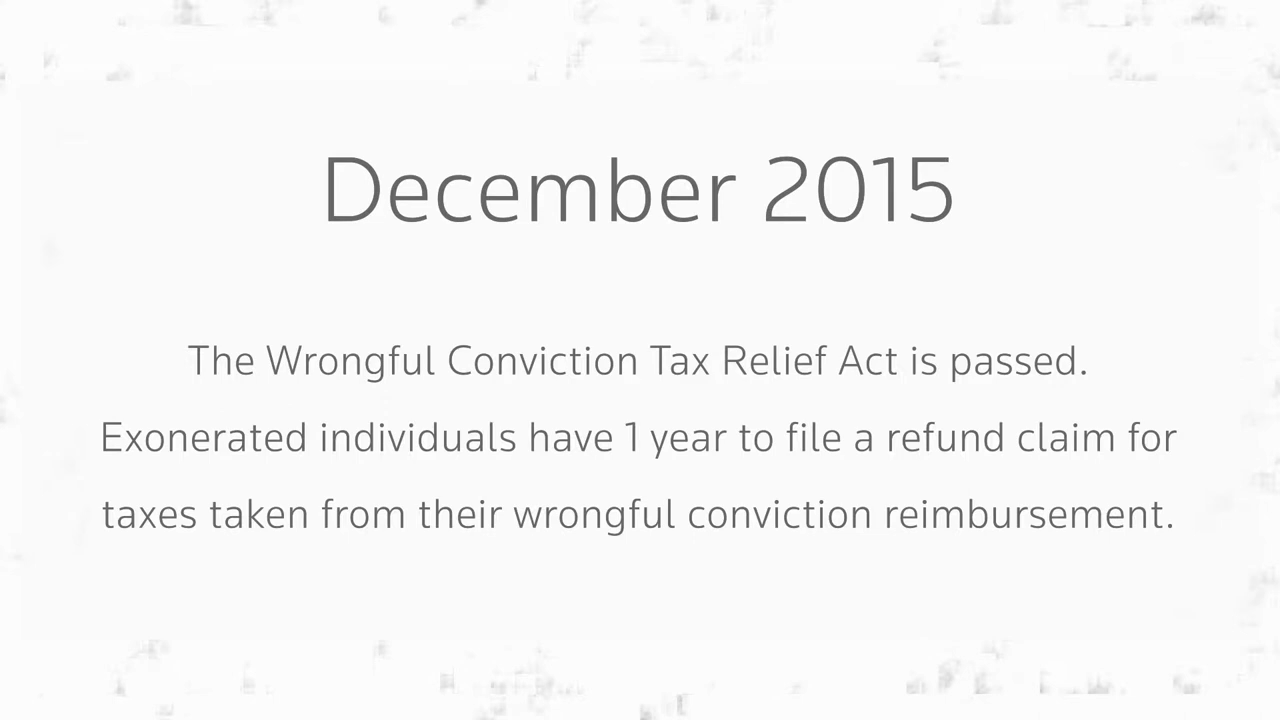 December 2015
The Wrongful Conviction Tax Relief Act is passed.
Exonerated individuals have 1 year to file a refund claim for
taxes taken from their wrongful conviction reimbursement.